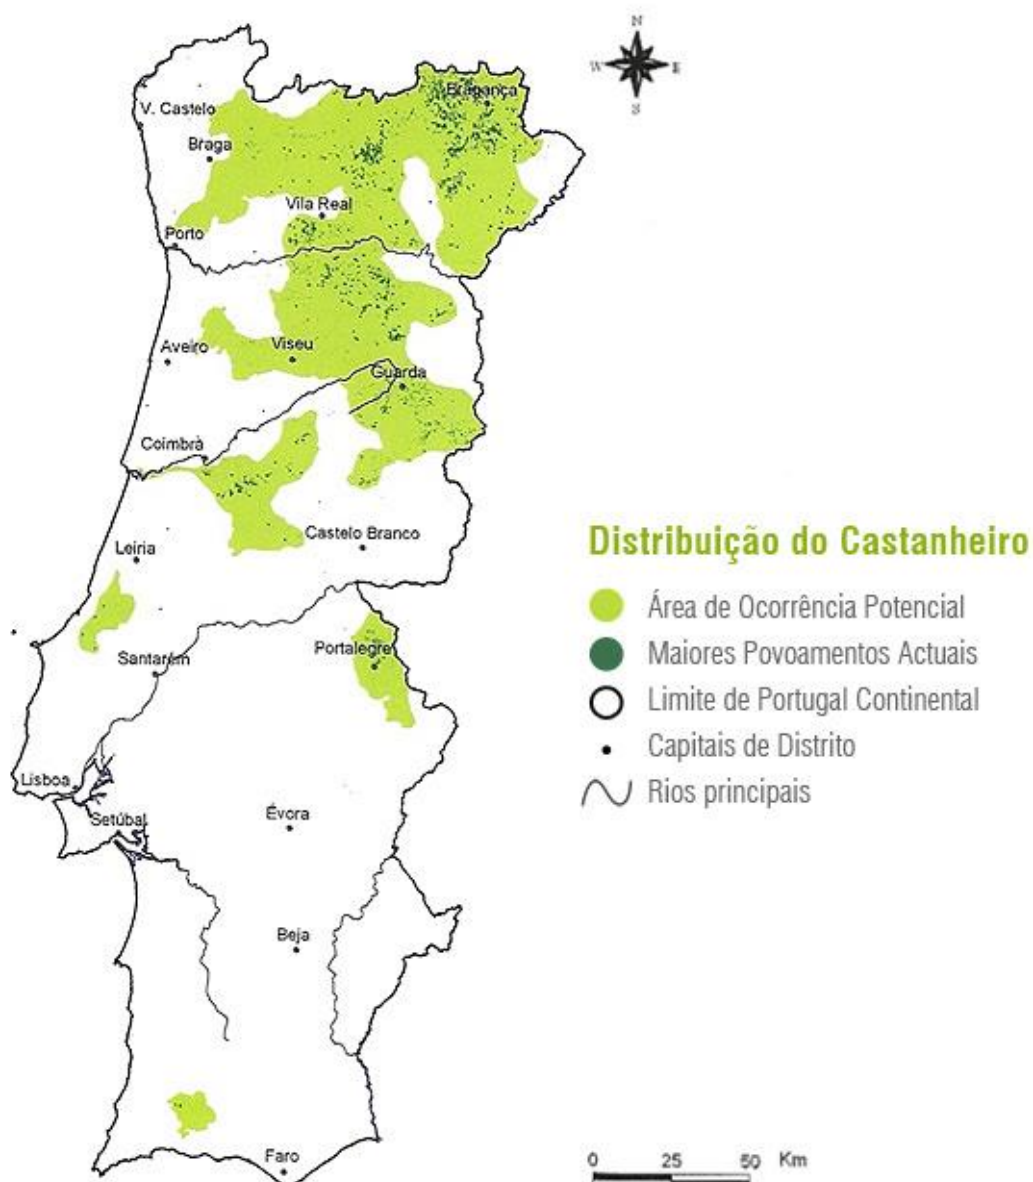 N
W E
S
Bragança
V. Castelo
Braga
Vila Real
Porto
Aveiro
Viseu
Guarda
Coimbra
Castelo Branco
Leiria
Santarém
Portalegre
Lisboa
Setúbal
Évora
Beja
Faro
Distribuição do Castanheiro
Área de Ocorrência Potencial
Maiores Povoamentos Actuais
Limite de Portugal Continental
Capitais de Distrito
Rios principais
0 25 50 Km